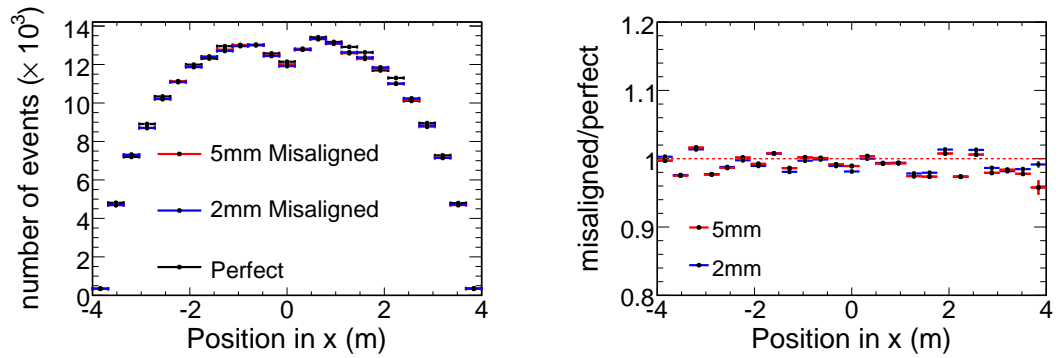 number of events (× 10³)
14
12
10
8
6
4
2
0
5mm Misaligned
2mm Misaligned
Perfect
-4 -2 0 2 4
Position in x (m)
misaligned/perfect
1.2
1.1
1
0.9
0.8
5mm
2mm
-4 -2 0 2 4
Position in x (m)